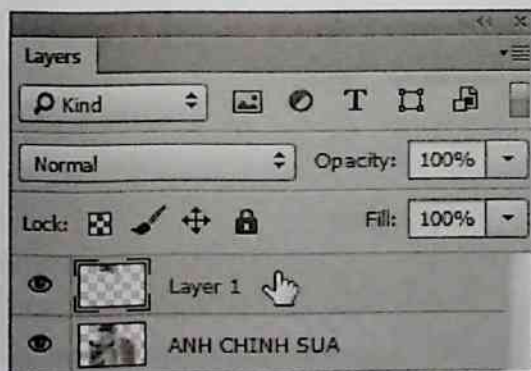 Layers
Kind
Normal Opacity: 100%
Lock: Fill: 100%
Layer 1
ANH CHINH SUA